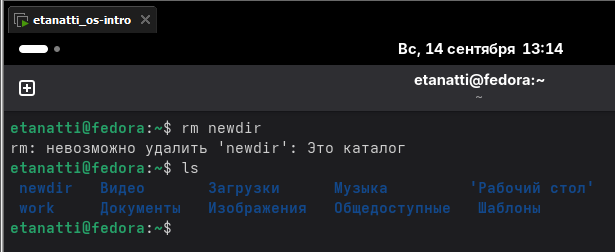 etanatti_os-intro
Вс, 14 сентября 13:14
etanatti@fedora:~
~
etanatti@fedora:~$ rm newdir
rm: невозможно удалить 'newdir': Это каталог
etanatti@fedora:~$ ls
newdir Видео Загрузки Музыка 'Рабочий стол'
work Документы Изображения Общедоступные Шаблоны
etanatti@fedora:~$